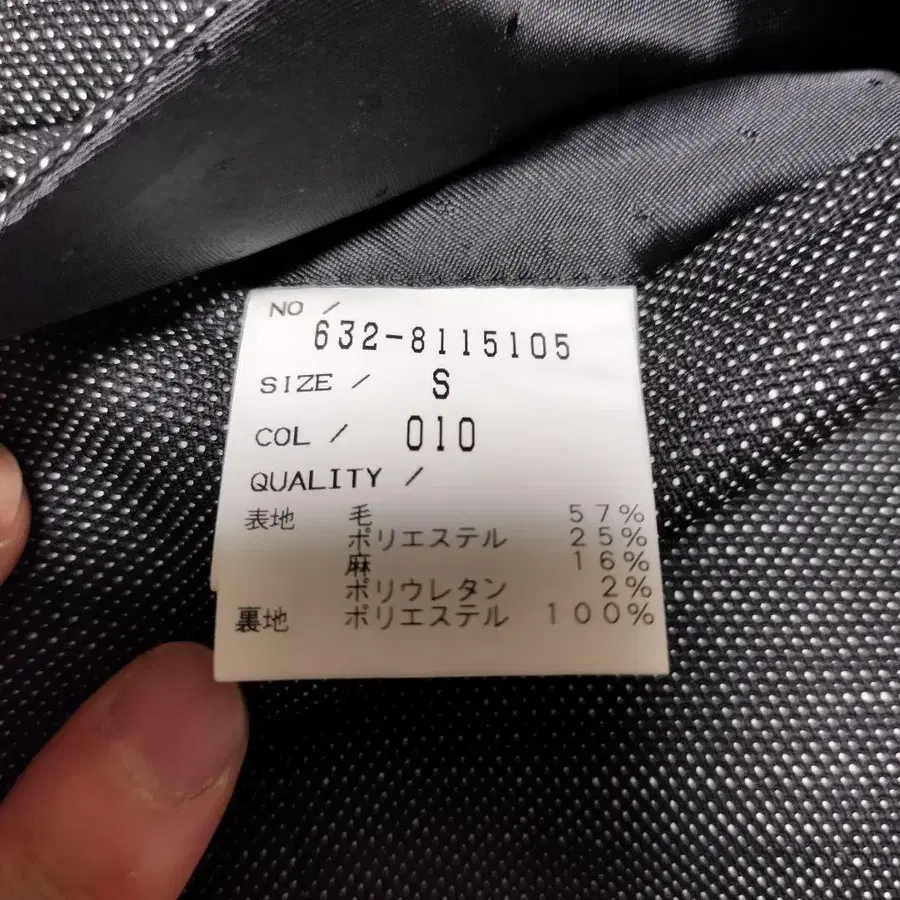 NO /
632-8115105
SIZE / S
COL / 010
QUALITY /
表地 毛 57%
ポリエステル 25%
麻 16%
ポリウレタン 2%
裏地 ポリエステル 100%